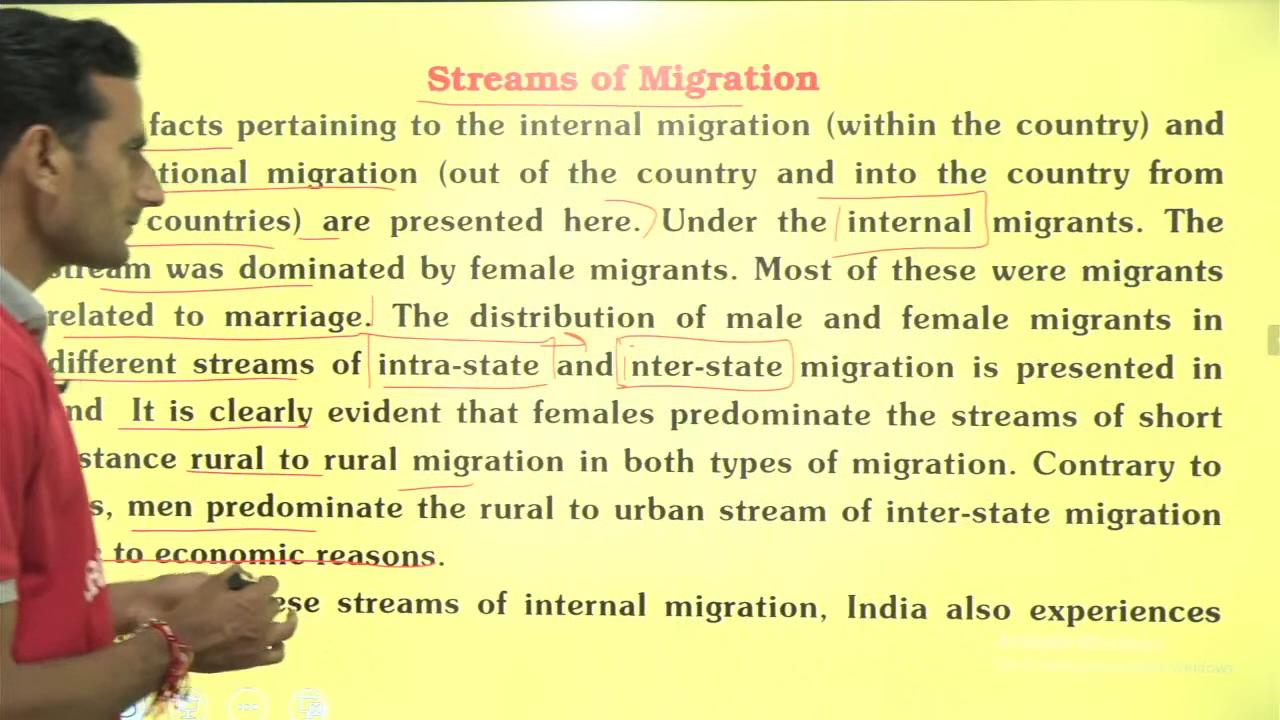 Streams of Migration
facts pertaining to the internal migration (within the country) and
tional migration (out of the country and into the country from
countries) are presented here. Under the internal migrants. The
stream was dominated by female migrants. Most of these were migrants
related to marriage. The distribution of male and female migrants in
different streams of intra-state and inter-state migration is presented in
nd It is clearly evident that females predominate the streams of short
stance rural to rural migration in both types of migration. Contrary to
s, men predominate the rural to urban stream of inter-state migration
to economic reasons.
ese streams of internal migration, India also experiences